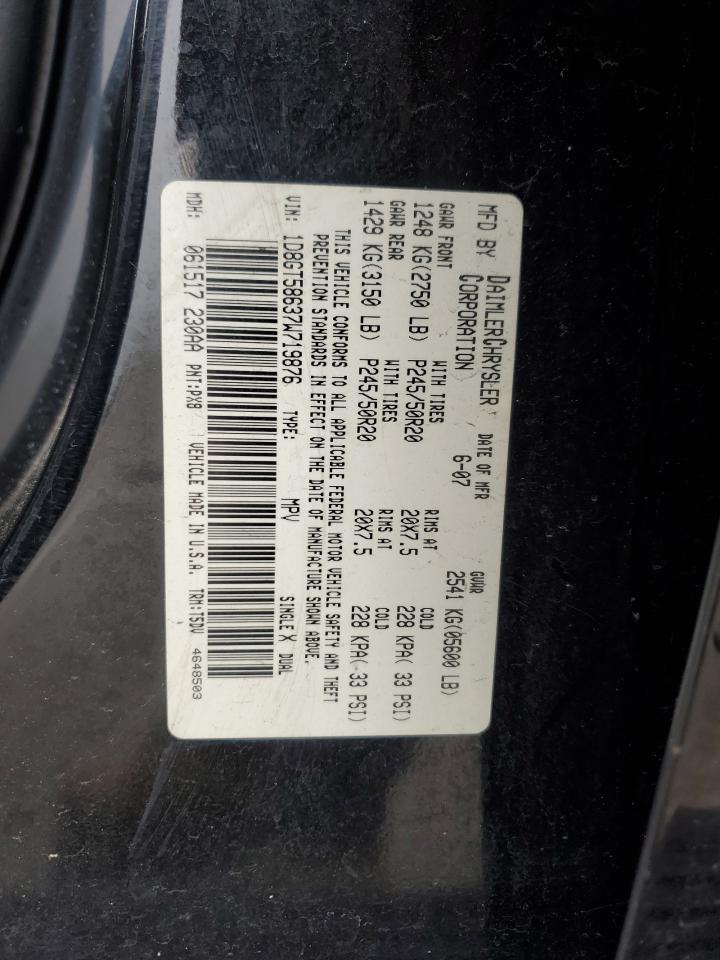 MFD BY DAIMLERCHRYSLER CORPORATION DATE OF MFR 6-07 GVWR 2541 KG(05600 LB)
GAWR FRONT WITH TIRES RIMS AT COLD
1248 KG(2750 LB) P245/50R20 20X7.5 228 KPA( 33 PSI)
GAWR REAR WITH TIRES RIMS AT COLD
1429 KG(3150 LB) P245/50R20 20X7.5 228 KPA( 33 PSI)
THIS VEHICLE CONFORMS TO ALL APPLICABLE FEDERAL MOTOR VEHICLE SAFETY AND THEFT
PREVENTION STANDARDS IN EFFECT ON THE DATE OF MANUFACTURE SHOWN ABOVE.
VIN: 1D8GT58637W719876 TYPE: MPV SINGLE X DUAL
MDH: 061517 230AA PNT:PX8 VEHICLE MADE IN U.S.A. TRM:T5DV 4648503